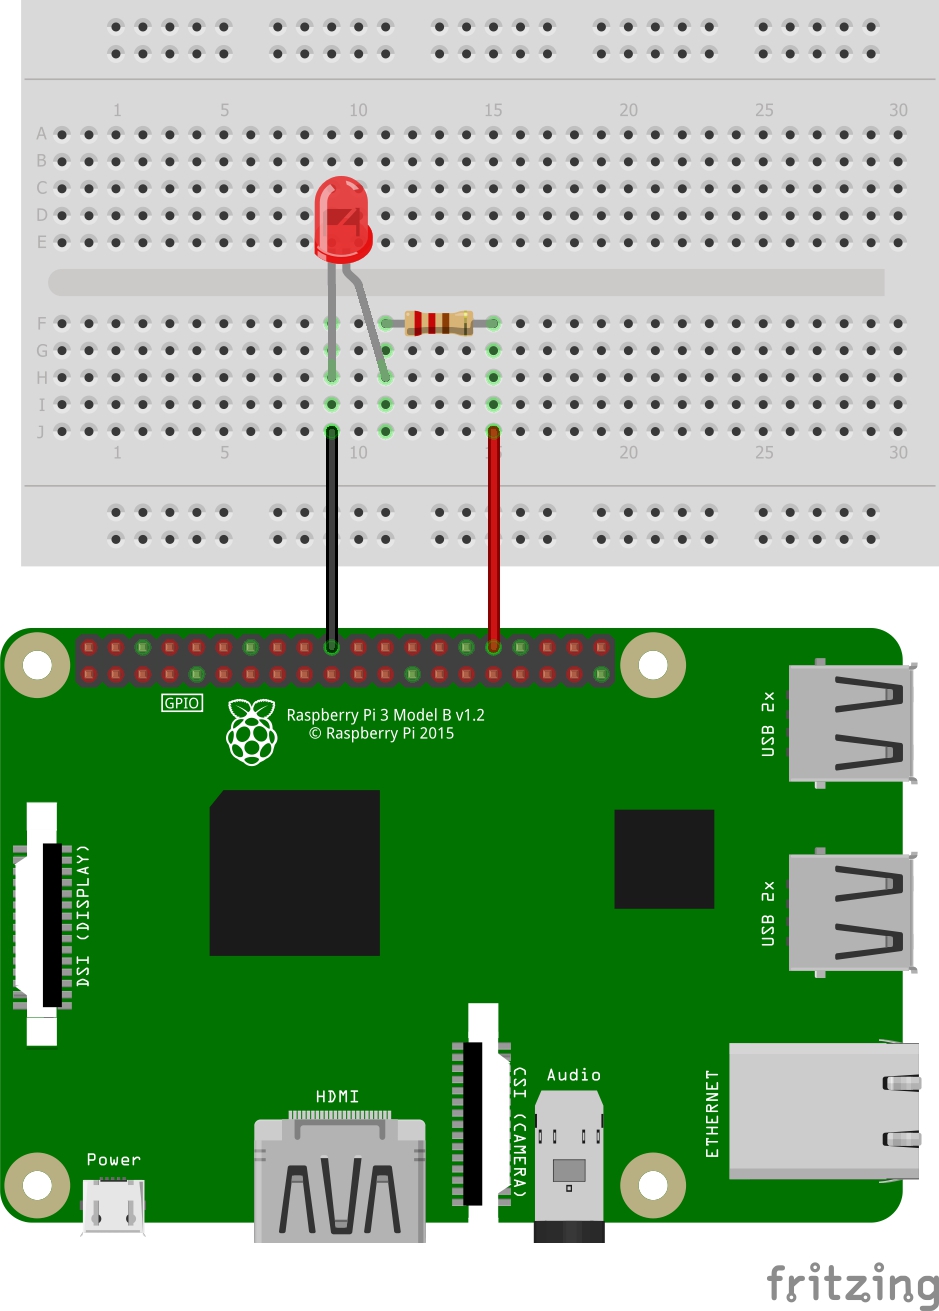 1 5 10 15 20 25 30
A
B
C
D
E
F
G
H
I
J
1 5 10 20 25 30
GPIO
Raspberry Pi 3 Model B v1.2
© Raspberry Pi 2015
USB 2x
DSI (DISPLAY)
USB 2x
CSI (CAMERA)
Audio
ETHERNET
HDMI
Power
fritzing